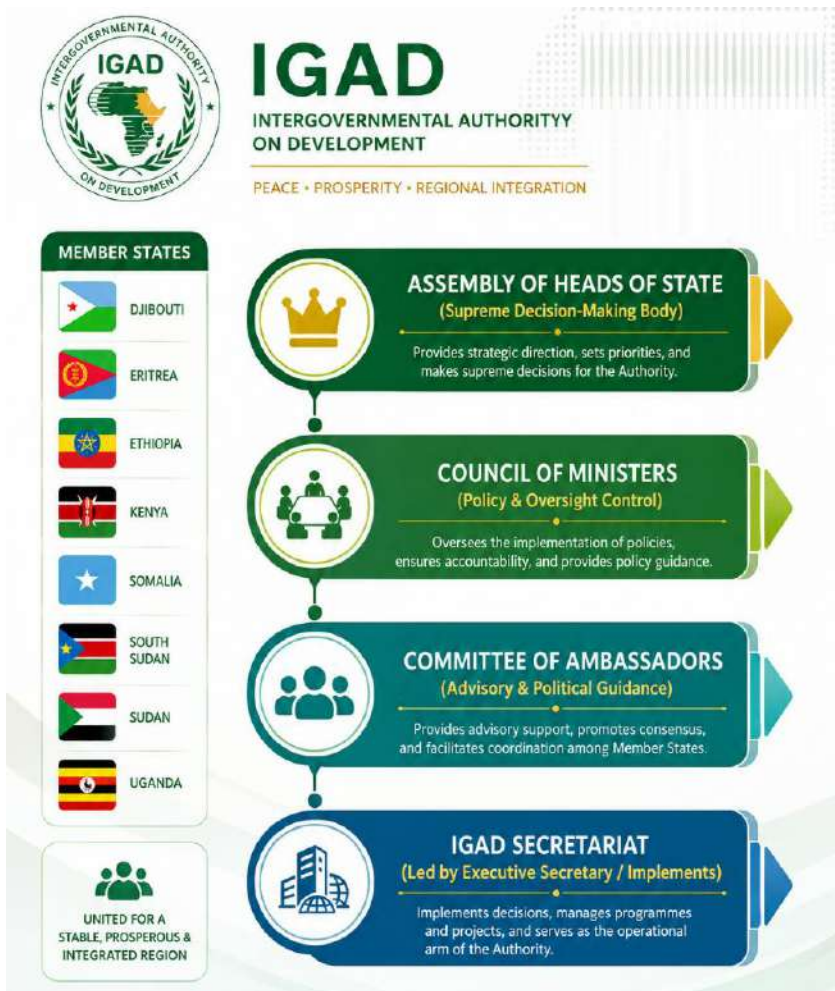 INTERGOVERNMENTAL AUTHORITY
IGAD
ON DEVELOPMENT
IGAD
INTERGOVERNMENTAL AUTHORITYY
ON DEVELOPMENT
PEACE • PROSPERITY • REGIONAL INTEGRATION
MEMBER STATES
DJIBOUTI
ERITREA
ETHIOPIA
KENYA
SOMALIA
SOUTH
SUDAN
SUDAN
UGANDA
UNITED FOR A
STABLE, PROSPEROUS &
INTEGRATED REGION
ASSEMBLY OF HEADS OF STATE
(Supreme Decision-Making Body)
Provides strategic direction, sets priorities, and
makes supreme decisions for the Authority.
COUNCIL OF MINISTERS
(Policy & Oversight Control)
Oversees the implementation of policies,
ensures accountability, and provides policy guidance.
COMMITTEE OF AMBASSADORS
(Advisory & Political Guidance)
Provides advisory support, promotes consensus,
and facilitates coordination among Member States.
IGAD SECRETARIAT
(Led by Executive Secretary / Implements)
Implements decisions, manages programmes
and projects, and serves as the operational
arm of the Authority.